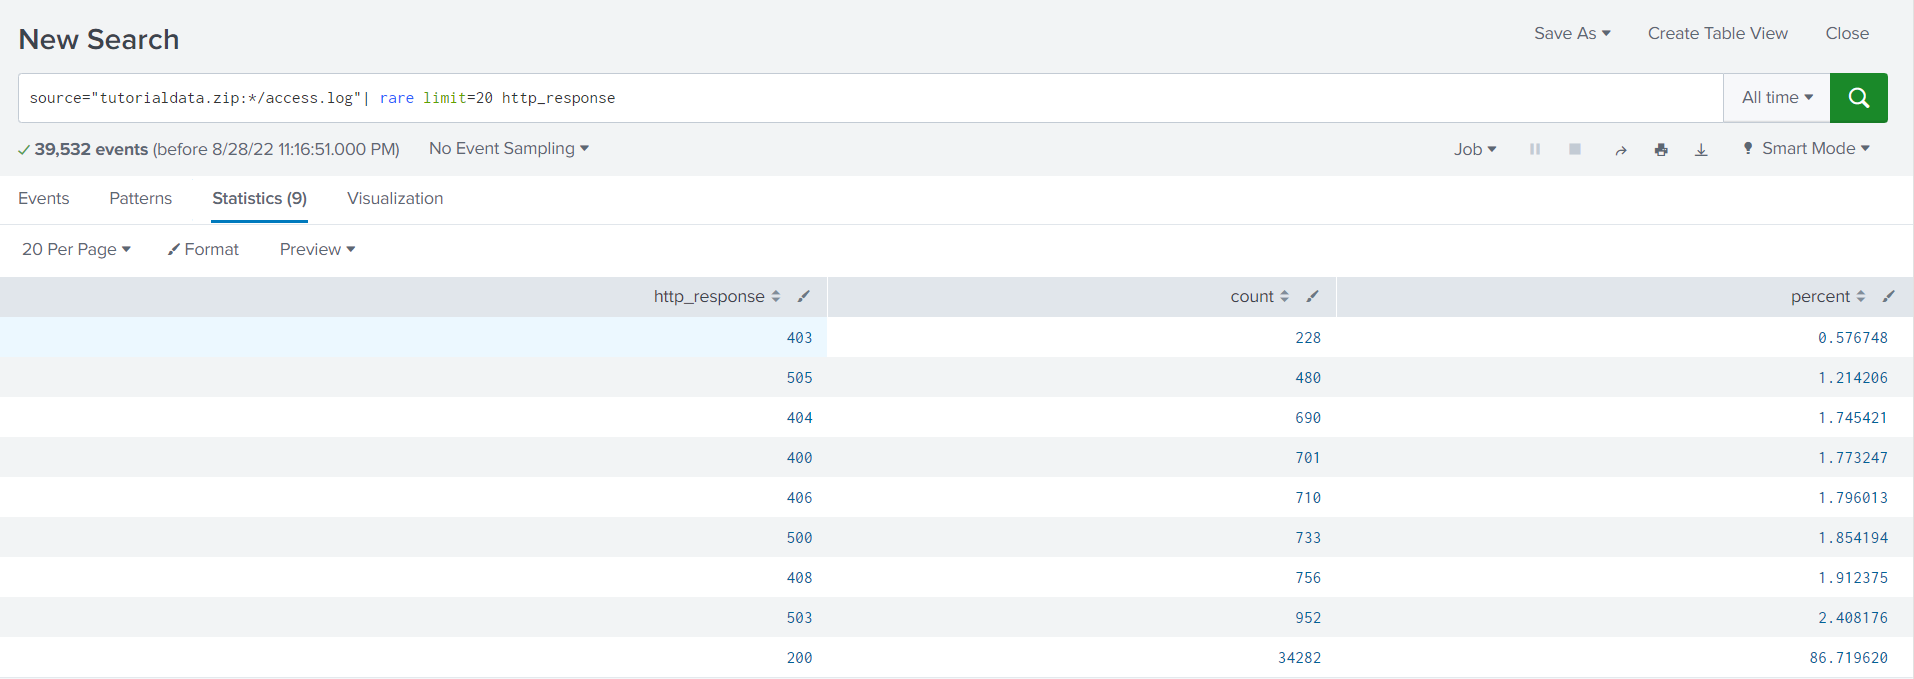 New Search
Save As Create Table View Close
source="tutorialdata.zip:*/access.log"| rare limit=20 http_response
All time
39,532 events (before 8/28/22 11:16:51.000 PM) No Event Sampling
Job Smart Mode
Events Patterns Statistics (9) Visualization
20 Per Page Format Preview
http_response count percent
403 228 0.576748
505 480 1.214206
404 690 1.745421
400 701 1.773247
406 710 1.796013
500 733 1.854194
408 756 1.912375
503 952 2.408176
200 34282 86.719620